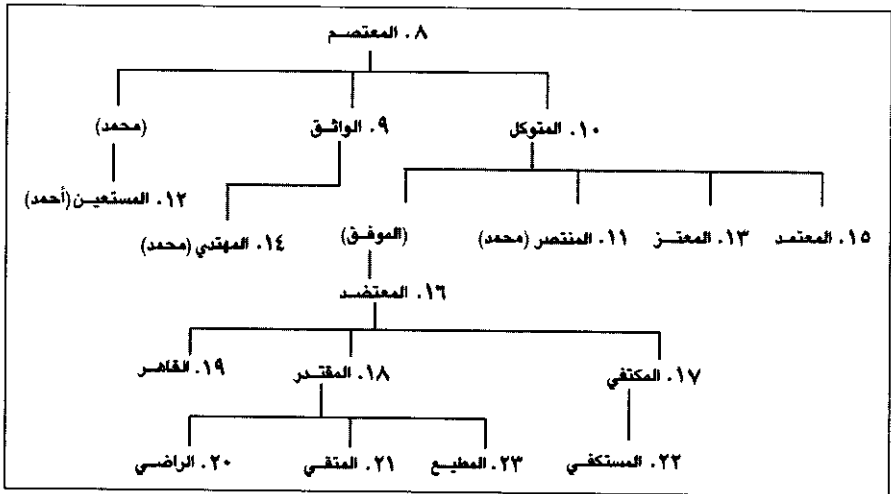 ٨. المعتصم
١٠. المتوكل ٩. الواثق (محمد)
١٢. المستعين (أحمد)
١٥. المعتمد ١٣. المعتز ١١. المنتصر (محمد) (الموفق) ١٤. المهتدي (محمد)
١٦. المعتضد
١٧. المكتفي ١٨. المقتدر ١٩. القاهر
٢٢. المستكفي ٢٣. المطيع ٢١. المتقي ٢٠. الراضي